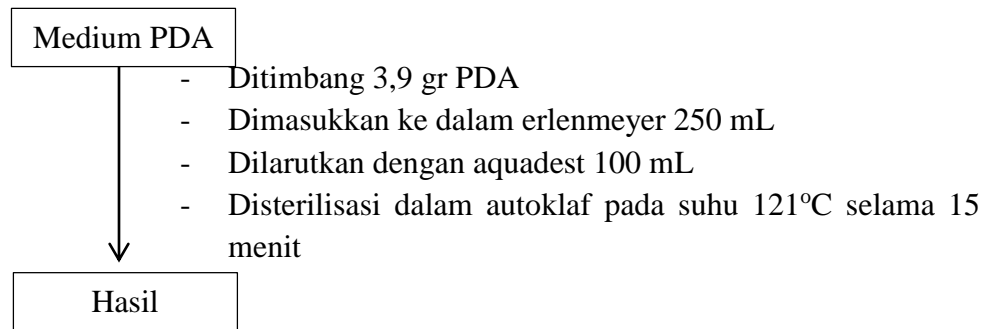 Medium PDA
- Ditimbang 3,9 gr PDA
- Dimasukkan ke dalam erlenmeyer 250 mL
- Dilarutkan dengan aquadest 100 mL
- Disterilisasi dalam autoklaf pada suhu 121ᵒC selama 15
menit
Hasil